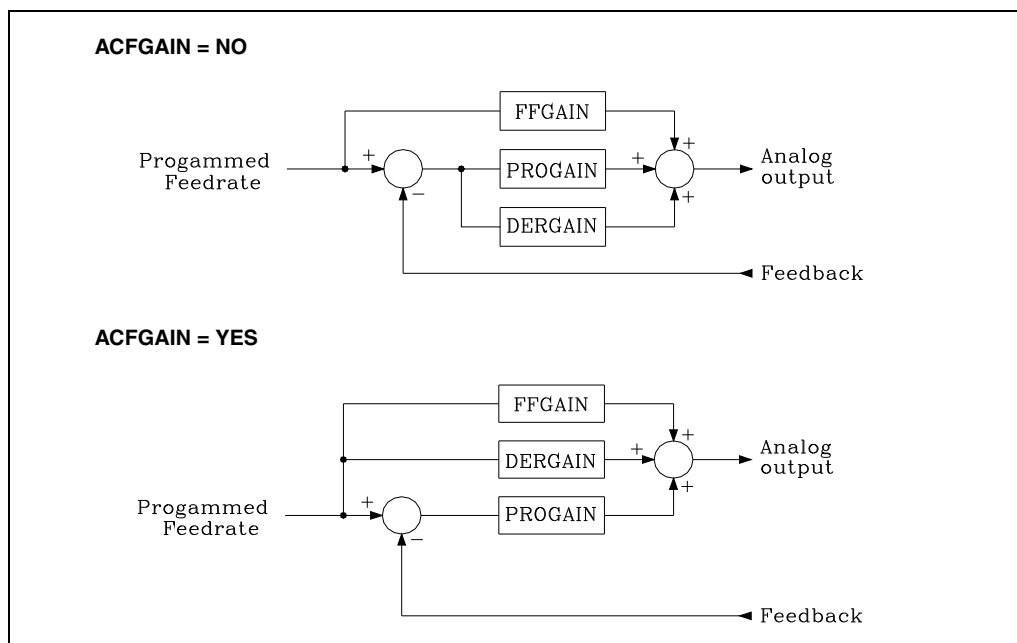 ACFGAIN = NO
FFGAIN
+
Progammed
Feedrate
+
−
PROGAIN
+
Analog
output
DERGAIN
+
Feedback
ACFGAIN = YES
FFGAIN
+
DERGAIN
+
Analog
output
+
Progammed
Feedrate
+
−
PROGAIN
Feedback